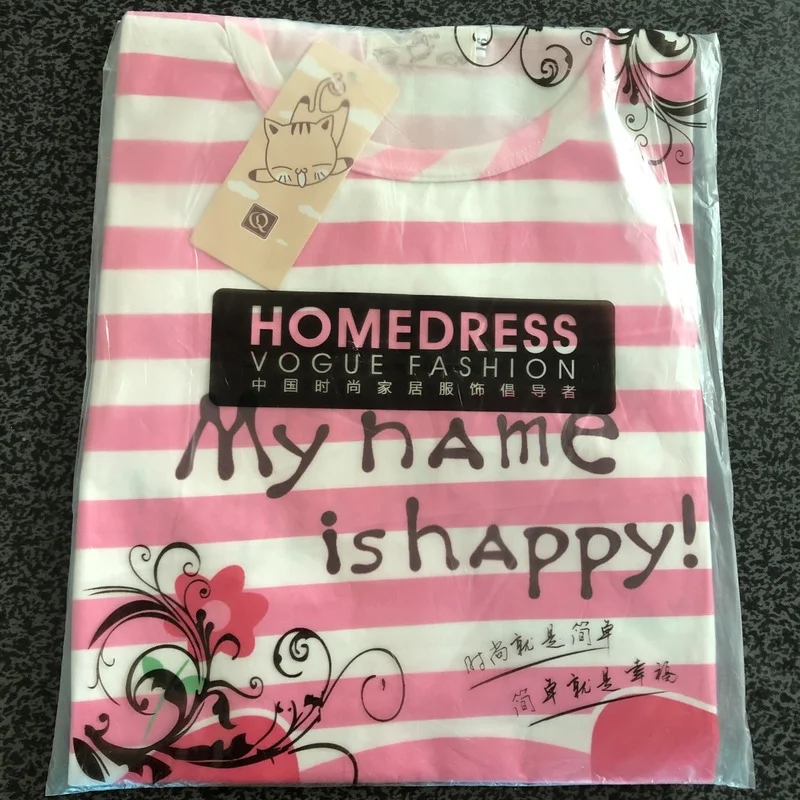 HOMEDRESS
VOGUE FASHION
中国时尚家居服饰倡导者
My name
is happy!
时尚就是简单
简单就是幸福